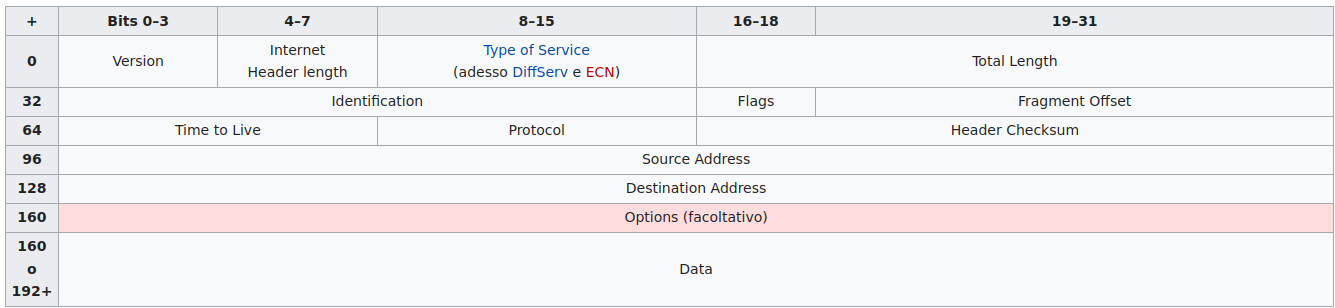 + Bits 0–3 4–7 8–15 16–18 19–31
0 Version Internet Header length Type of Service (adesso DiffServ e ECN) Total Length
32 Identification Flags Fragment Offset
64 Time to Live Protocol Header Checksum
96 Source Address
128 Destination Address
160 Options (facoltativo)
160 o 192+ Data